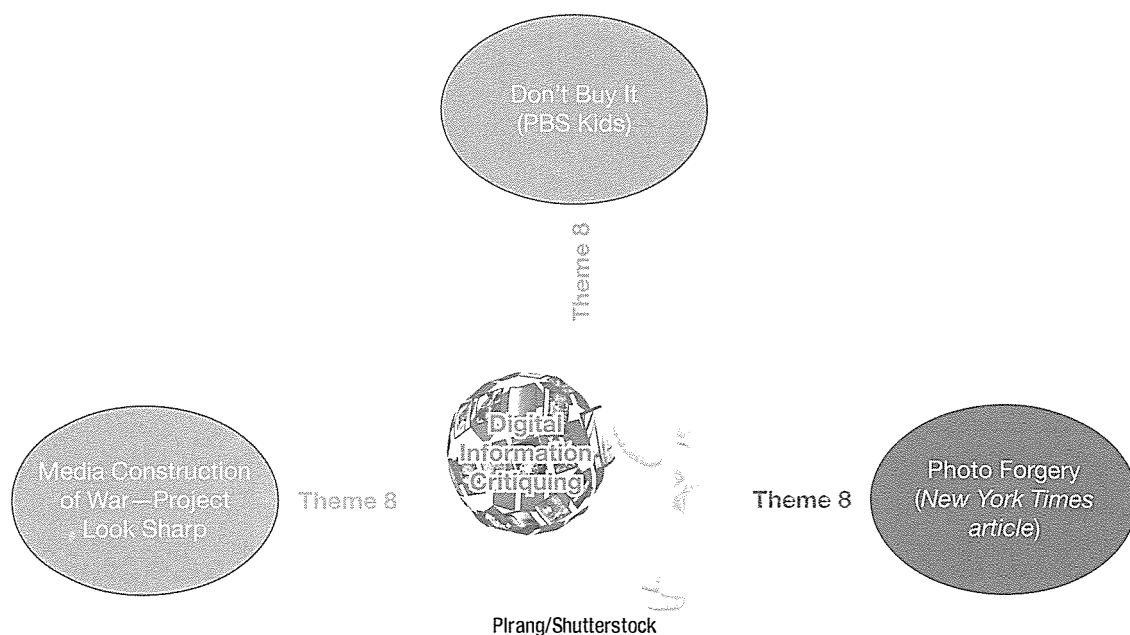 Don't Buy It
(PBS Kids)
Theme 8
Digital
Information
Critiquing
Media Construction
of War—Project
Look Sharp
Theme 8
Theme 8
Photo Forgery
(New York Times
article)
PIrang/Shutterstock